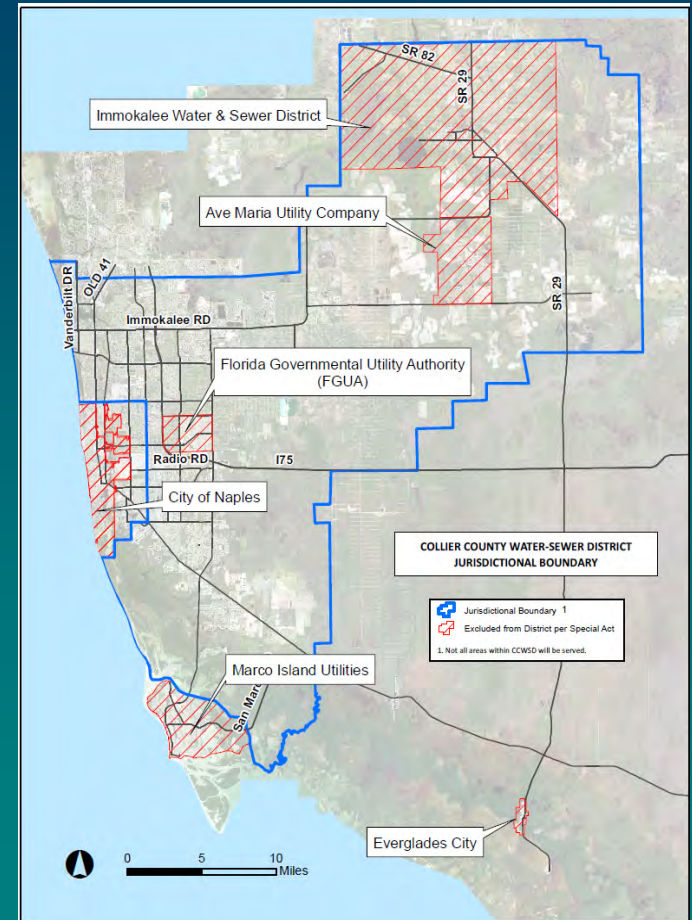 SR 82
SR 29
Immokalee Water & Sewer District
Ave Maria Utility Company
Vanderbilt DR
OLD 41
SR 29
Immokalee RD
Florida Governmental Utility Authority
(FGUA)
Radio RD
I75
City of Naples
COLLIER COUNTY WATER-SEWER DISTRICT
JURISDICTIONAL BOUNDARY
Jurisdictional Boundary 1
Excluded from District per Special Act
1. Not all areas within CCWSD will be served.
Marco Island Utilities
San Marco
Everglades City
0 5 10
Miles